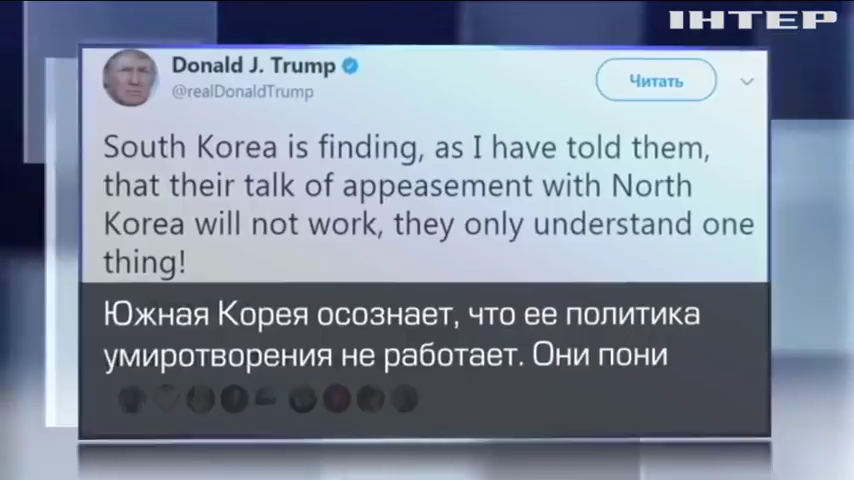 ІНТЕР
Donald J. Trump
@realDonaldTrump
Читать
South Korea is finding, as I have told them,
that their talk of appeasement with North
Korea will not work, they only understand one
thing!
Южная Корея осознает, что ее политика
умиротворения не работает. Они пони